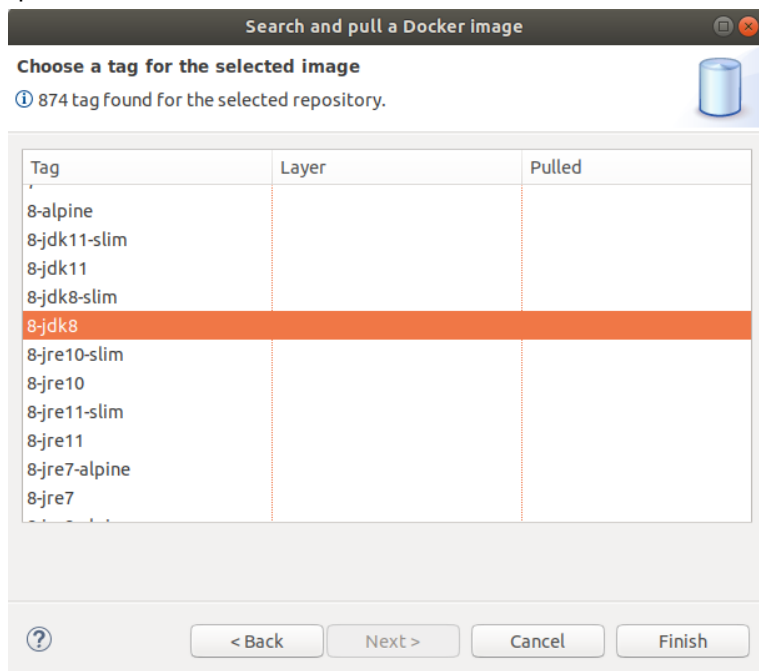 Search and pull a Docker image
Choose a tag for the selected image
874 tag found for the selected repository.
Tag Layer Pulled
8-alpine
8-jdk11-slim
8-jdk11
8-jdk8-slim
8-jdk8
8-jre10-slim
8-jre10
8-jre11-slim
8-jre11
8-jre7-alpine
8-jre7
? < Back Next > Cancel Finish